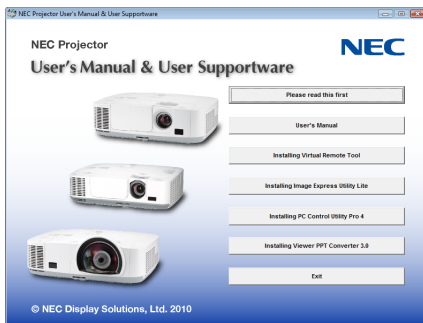 NEC Projector User's Manual & User Supportware
NEC Projector
NEC
User's Manual & User Supportware
Please read this first
User's Manual
Installing Virtual Remote Tool
Installing Image Express Utility Lite
Installing PC Control Utility Pro 4
Installing Viewer PPT Converter 3.0
Exit
© NEC Display Solutions, Ltd. 2010